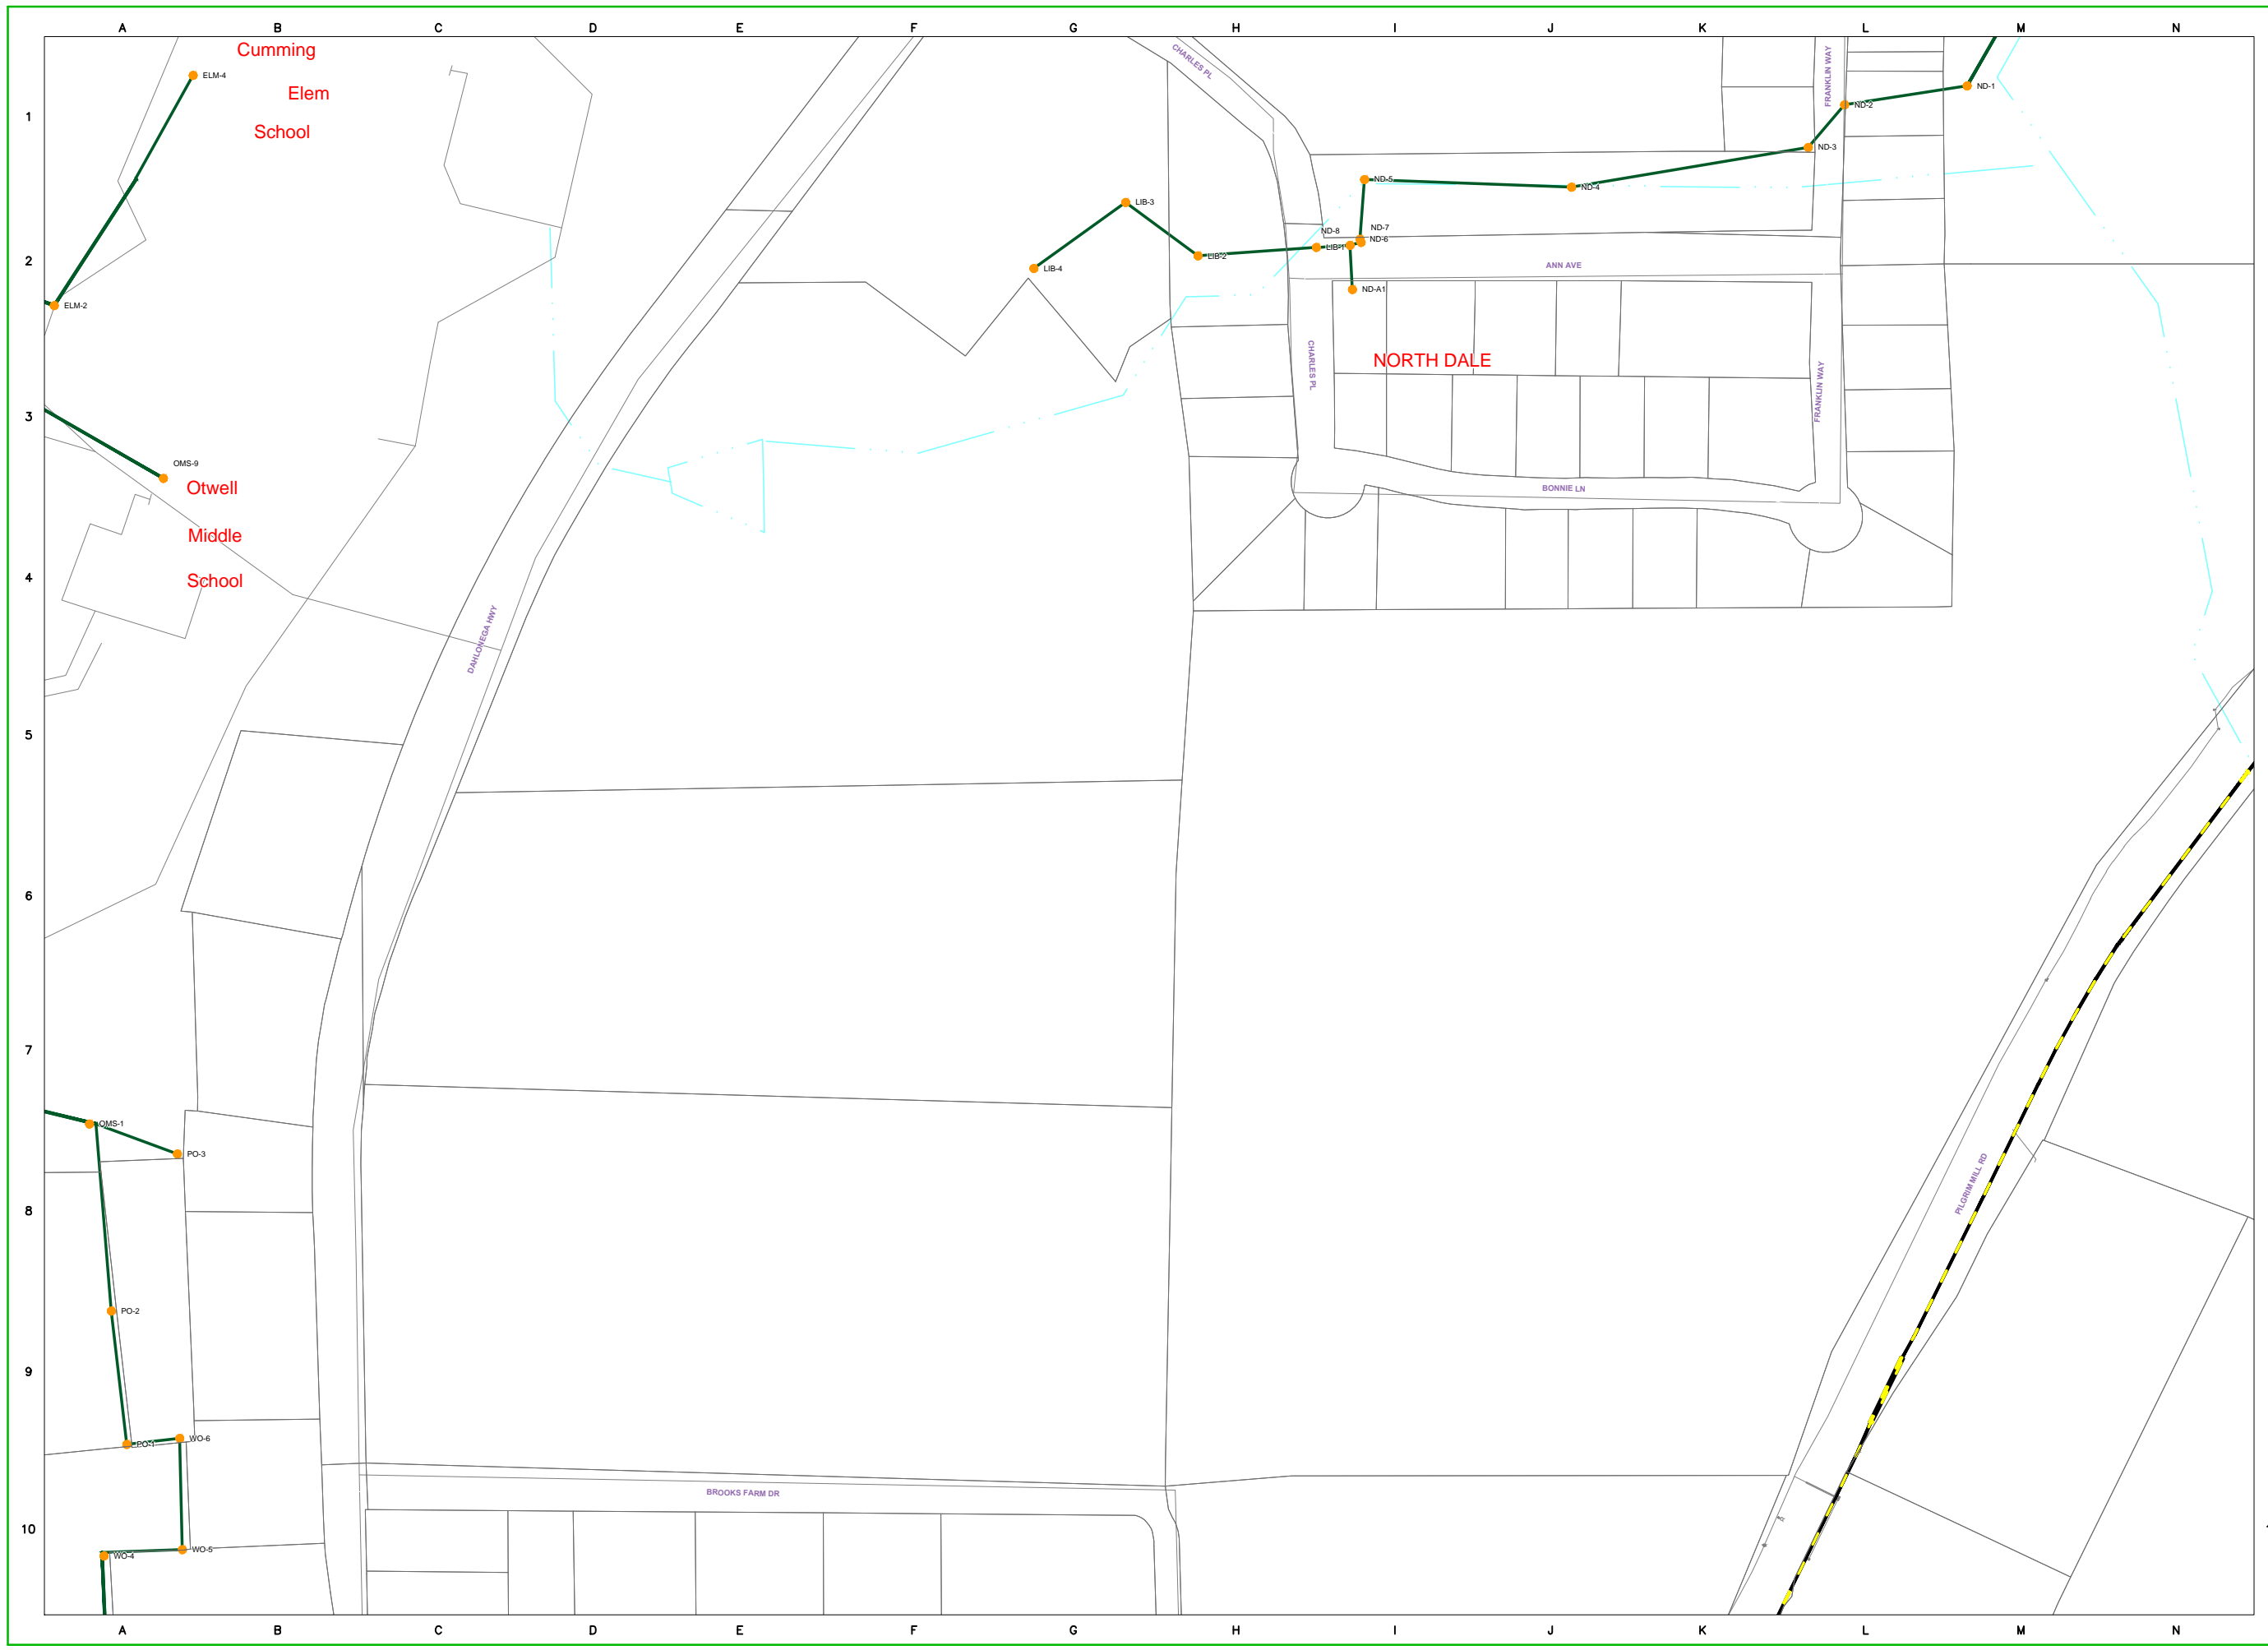 A B C D E F G H I J K L M N
Cumming
CHARLES PL
FRANKLIN WAY
ELM-4
ND-1
Elem
ND-2
1
School
ND-3
ND-5
ND-4
LIB-3
ND-7
ND-8
ND-6
LIB-1
LIB-2
2
LIB-4
ANN AVE
ND-A1
ELM-2
CHARLES PL
NORTH DALE
FRANKLIN WAY
3
OMS-9
Otwell
BONNIE LN
Middle
4
School
DAHLONEGA HWY
5
6
7
OMS-1
PO-3
PILGRIM MILL RD
8
PO-2
9
WO-6
PO-1
BROOKS FARM DR
10
WO-5
WO-4
A B C D E F G H I J K L M N